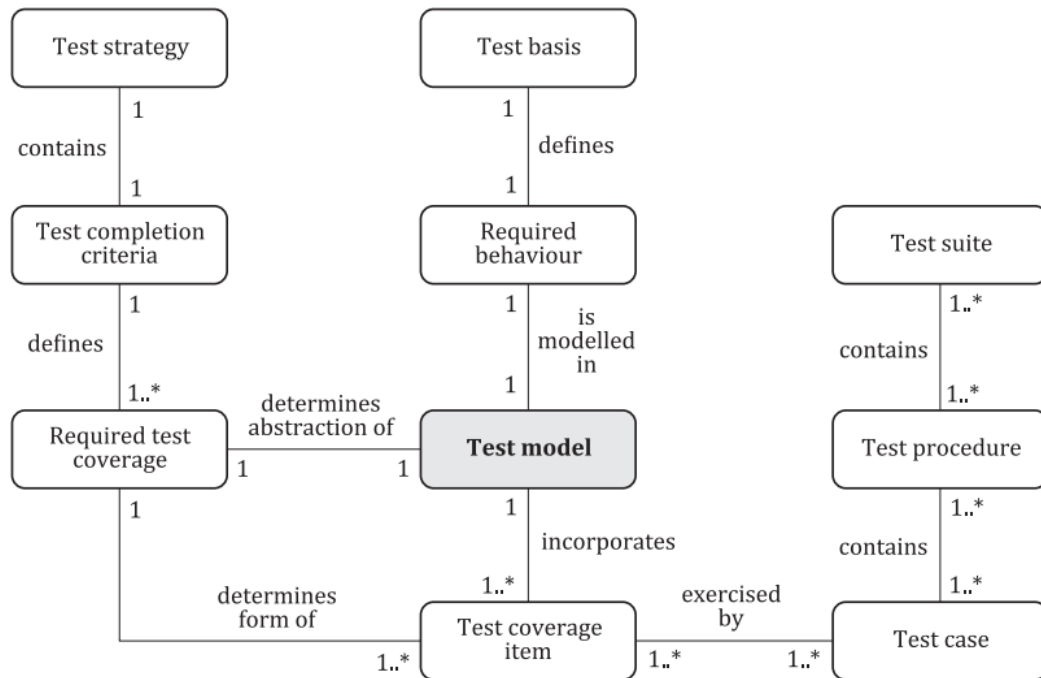 Test strategy
Test basis
1
1
contains
defines
1
1
Test completion
criteria
Required
behaviour
Test suite
1
1
1..*
defines
is
modelled
in
contains
1..*
1
1..*
determines
abstraction of
Required test
coverage
Test model
Test procedure
1
1
1
1
1..*
incorporates
contains
1..*
1..*
determines
form of
exercised
by
Test coverage
item
Test case
1..*
1..*
1..*